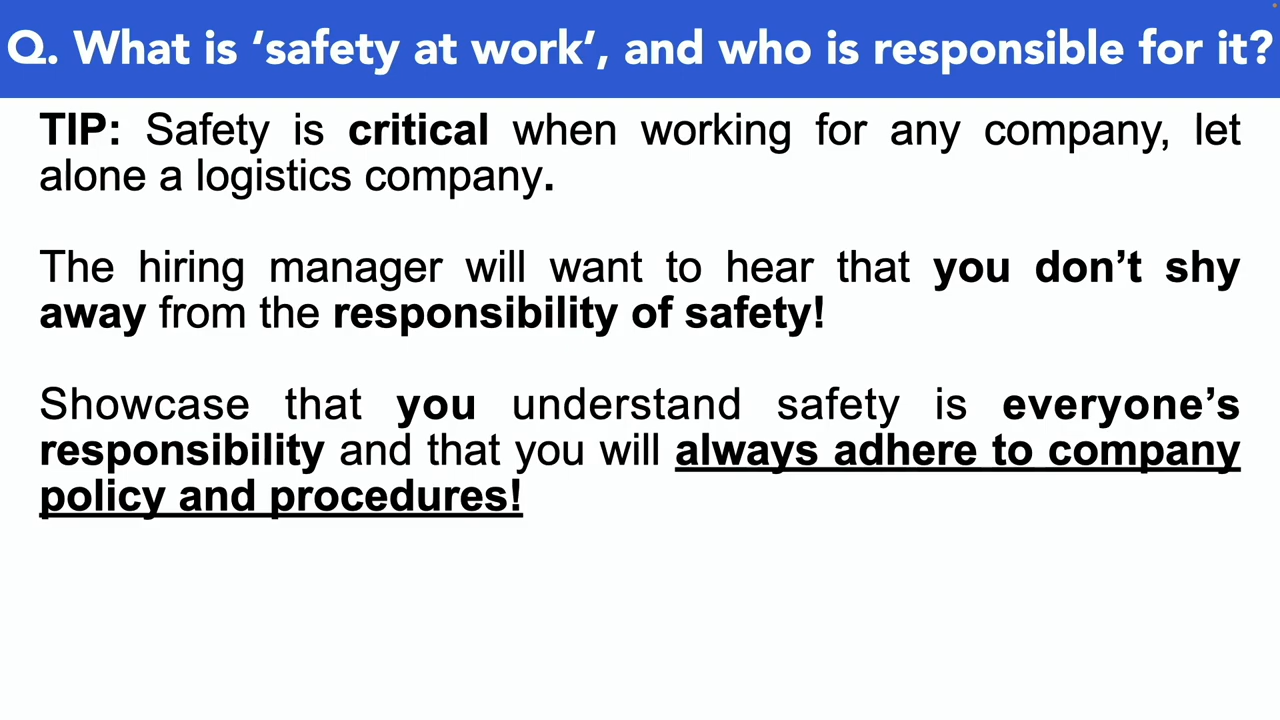 Q. What is ‘safety at work’, and who is responsible for it?
TIP: Safety is critical when working for any company, let
alone a logistics company.
The hiring manager will want to hear that you don’t shy
away from the responsibility of safety!
Showcase that you understand safety is everyone’s
responsibility and that you will always adhere to company
policy and procedures!